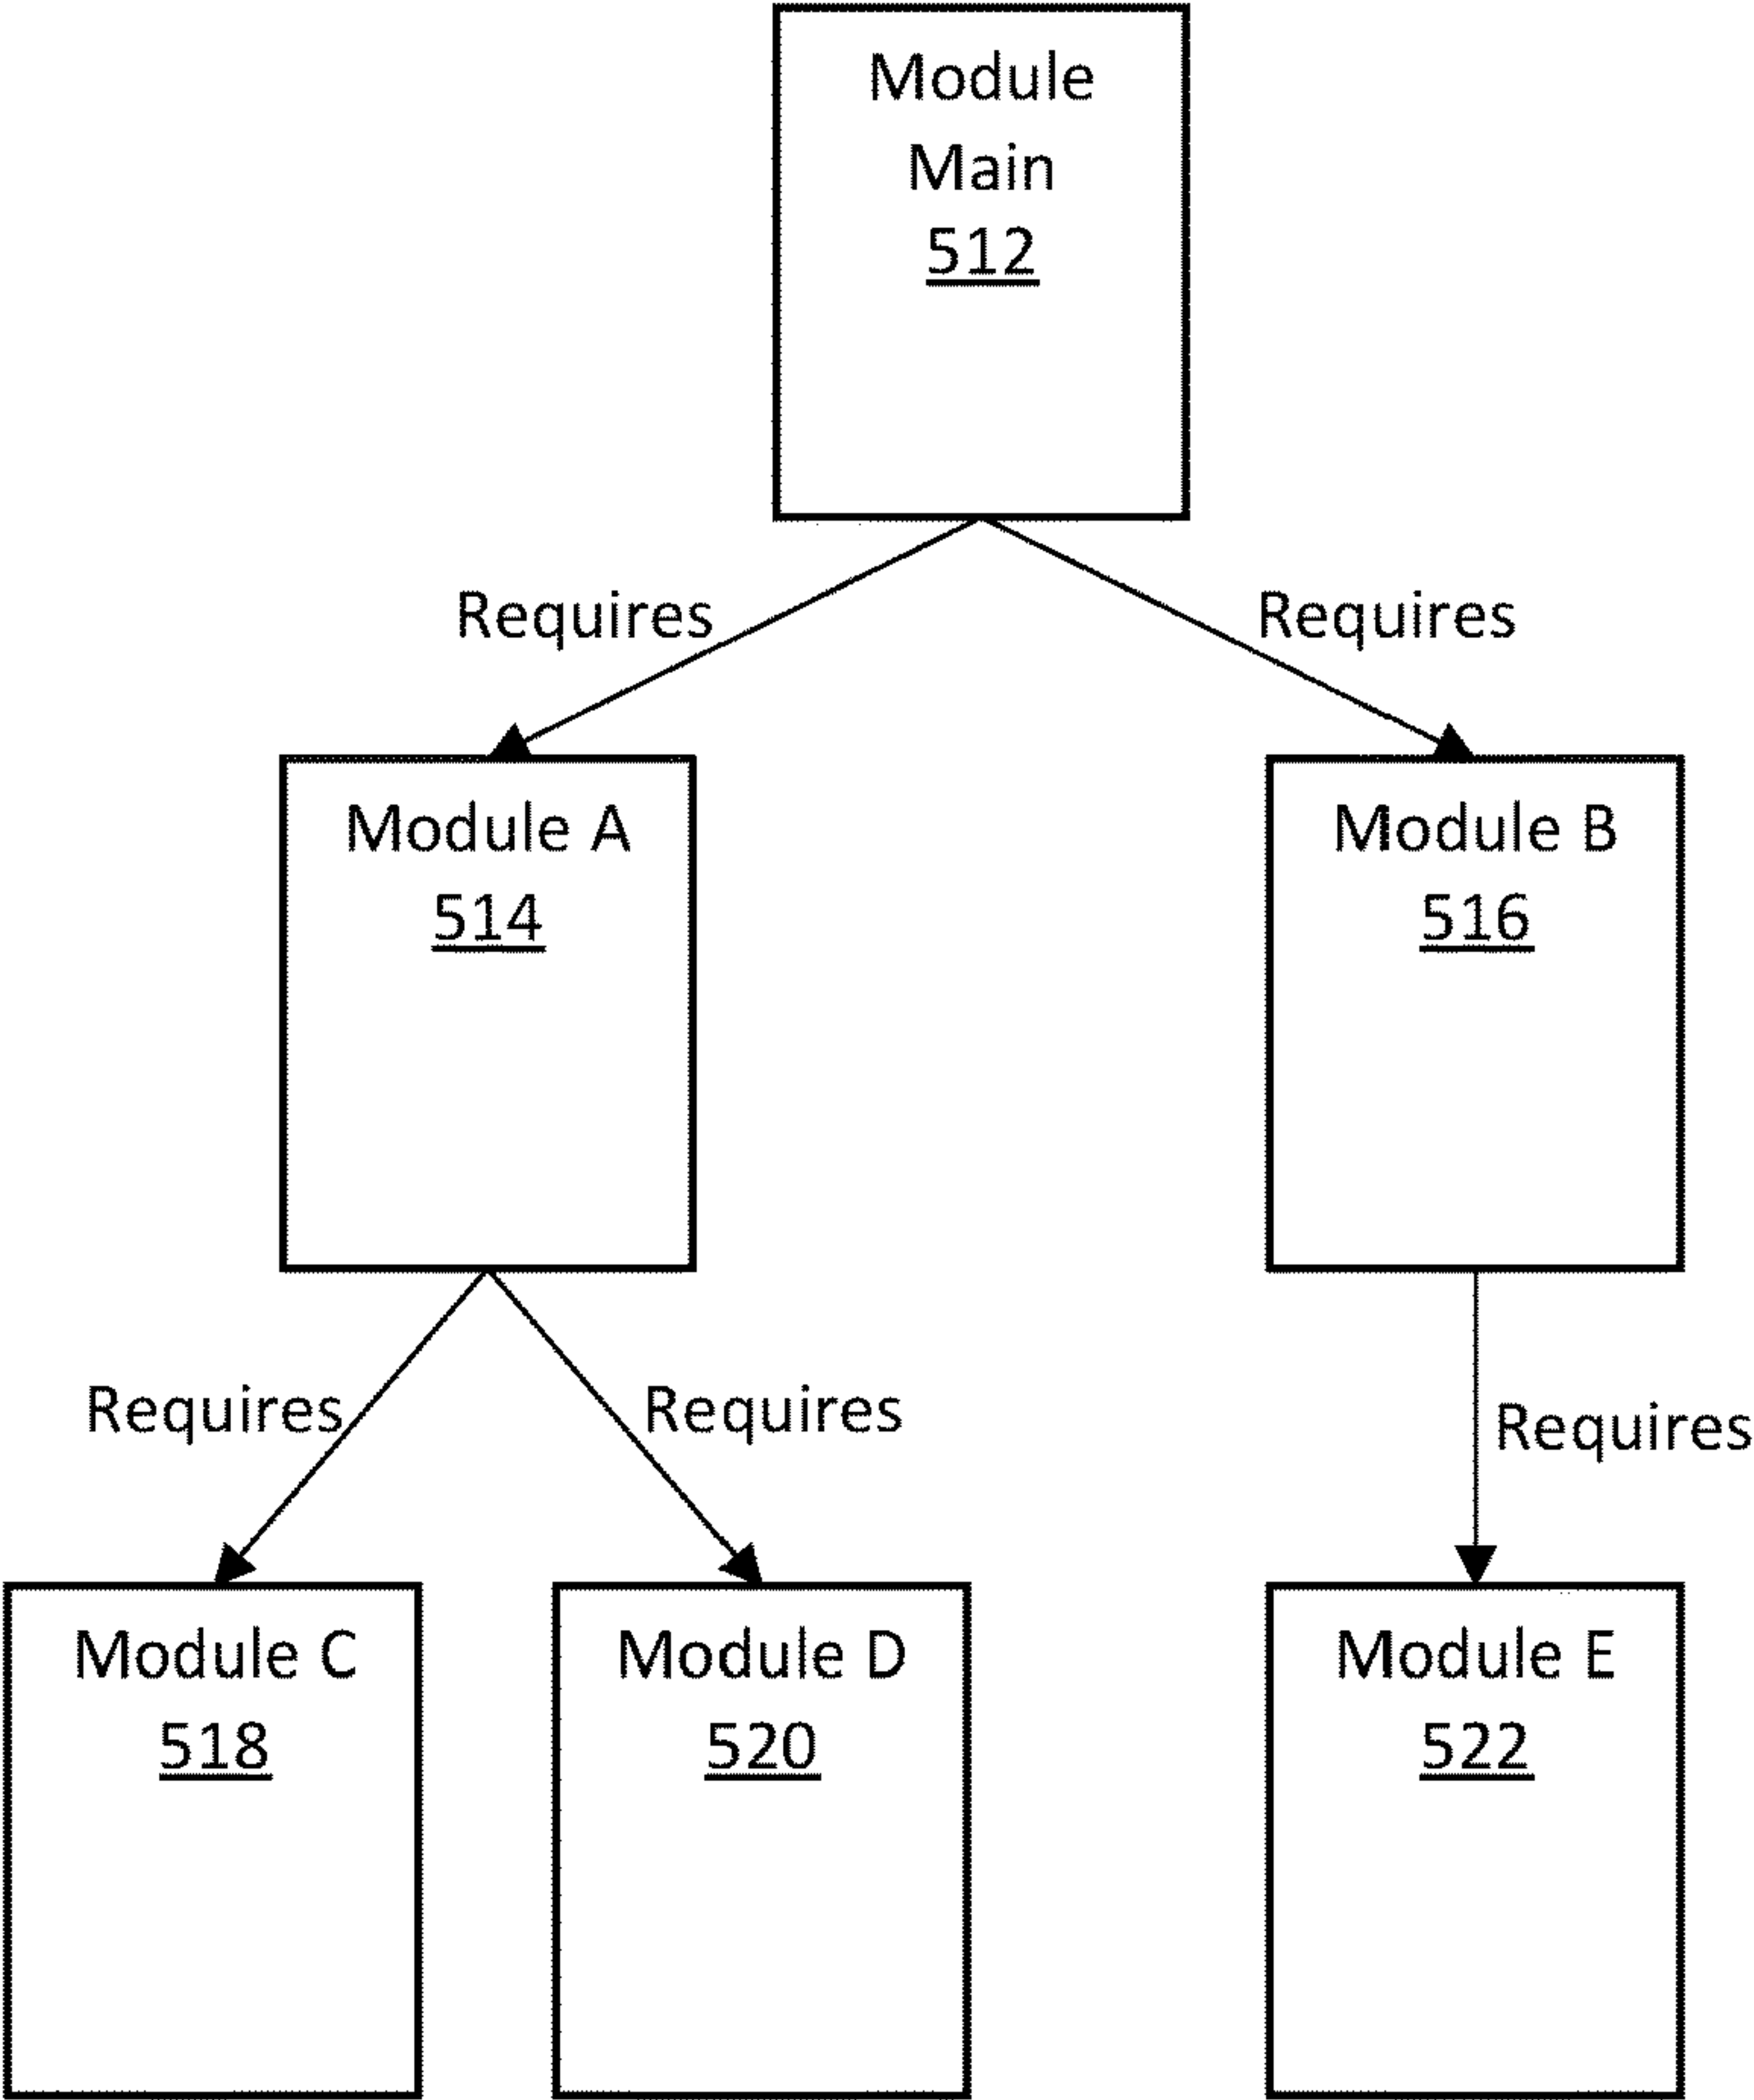 Module
Main
512
Requires
Requires
Module A
514
Module B
516
Requires
Requires
Requires
Module C
518
Module D
520
Module E
522